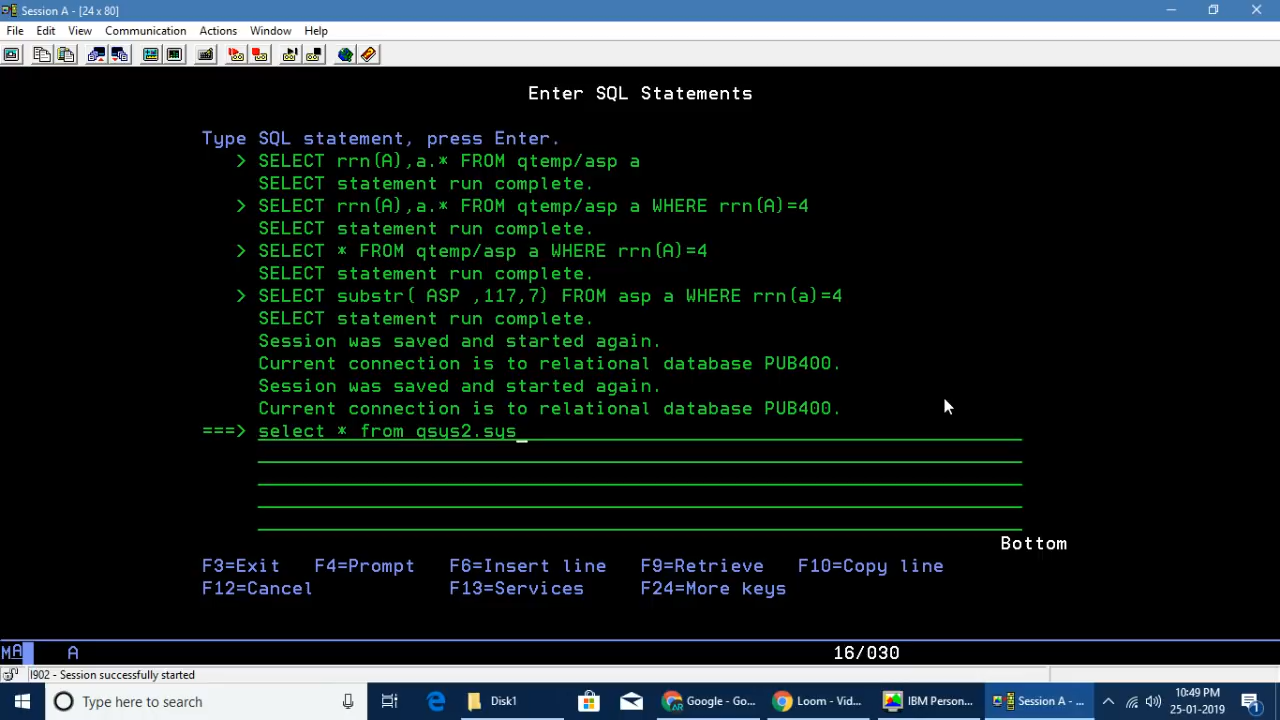 Session A - [24 x 80]
File Edit View Communication Actions Window Help
Enter SQL Statements
Type SQL statement, press Enter.
> SELECT rrn(A),a.* FROM qtemp/asp a
SELECT statement run complete.
> SELECT rrn(A),a.* FROM qtemp/asp a WHERE rrn(A)=4
SELECT statement run complete.
> SELECT * FROM qtemp/asp a WHERE rrn(A)=4
SELECT statement run complete.
> SELECT substr( ASP ,117,7) FROM asp a WHERE rrn(a)=4
SELECT statement run complete.
Session was saved and started again.
Current connection is to relational database PUB400.
Session was saved and started again.
Current connection is to relational database PUB400.
===> select * from qsys2.sys_
Bottom
F3=Exit F4=Prompt F6=Insert line F9=Retrieve F10=Copy line
F12=Cancel F13=Services F24=More keys
MA A 16/030
I902 - Session successfully started
Type here to search Disk1 Google - Go... Loom - Vid... IBM Person... Session A - ... 10:49 PM
25-01-2019 1